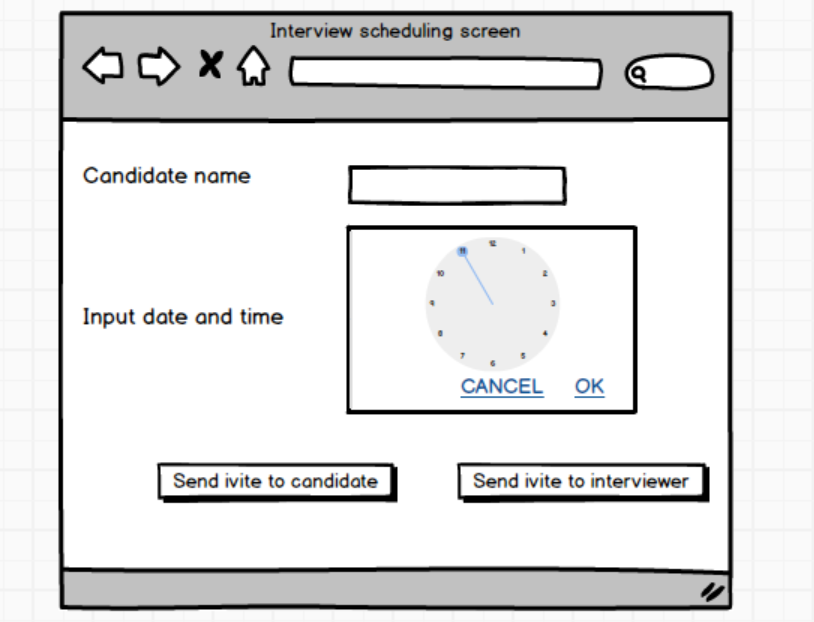 Interview scheduling screen
Candidate name
Input date and time
12
11
1
10
2
9
3
8
4
7
5
6
CANCEL OK
Send ivite to candidate
Send ivite to interviewer